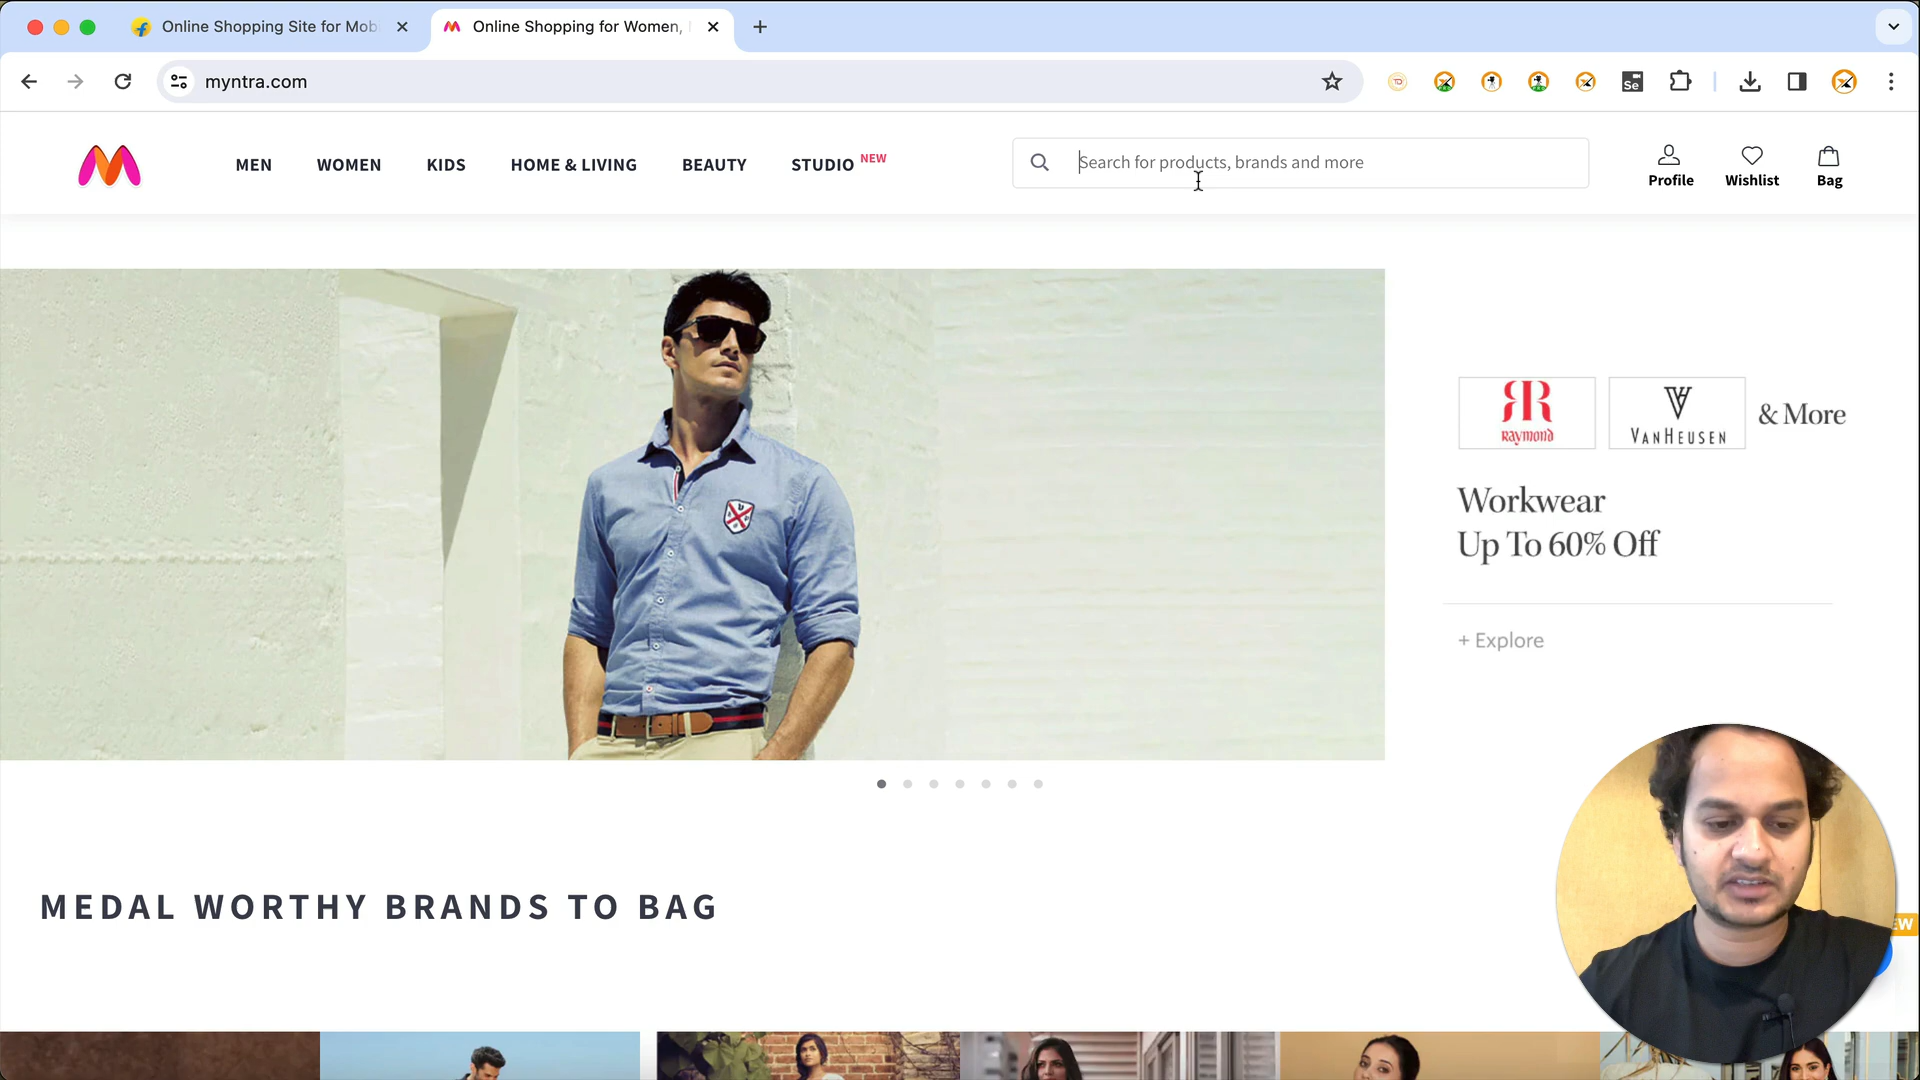 Online Shopping Site for Mob
Online Shopping for Women,
myntra.com
Se
MEN
WOMEN
KIDS
HOME & LIVING
BEAUTY
STUDIO NEW
Search for products, brands and more
Profile
Wishlist
Bag
Raymond
VANHEUSEN
& More
Workwear
Up To 60% Off
+ Explore
MEDAL WORTHY BRANDS TO BAG